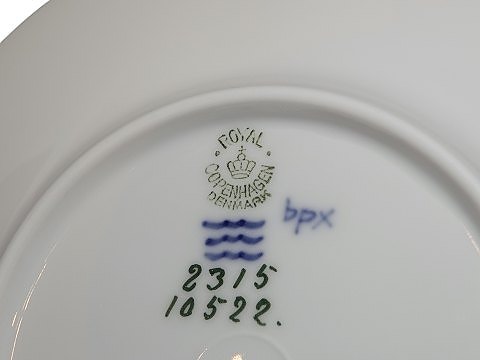 ROYAL
COPENHAGEN
DENMARK
bpx
2315
10522.